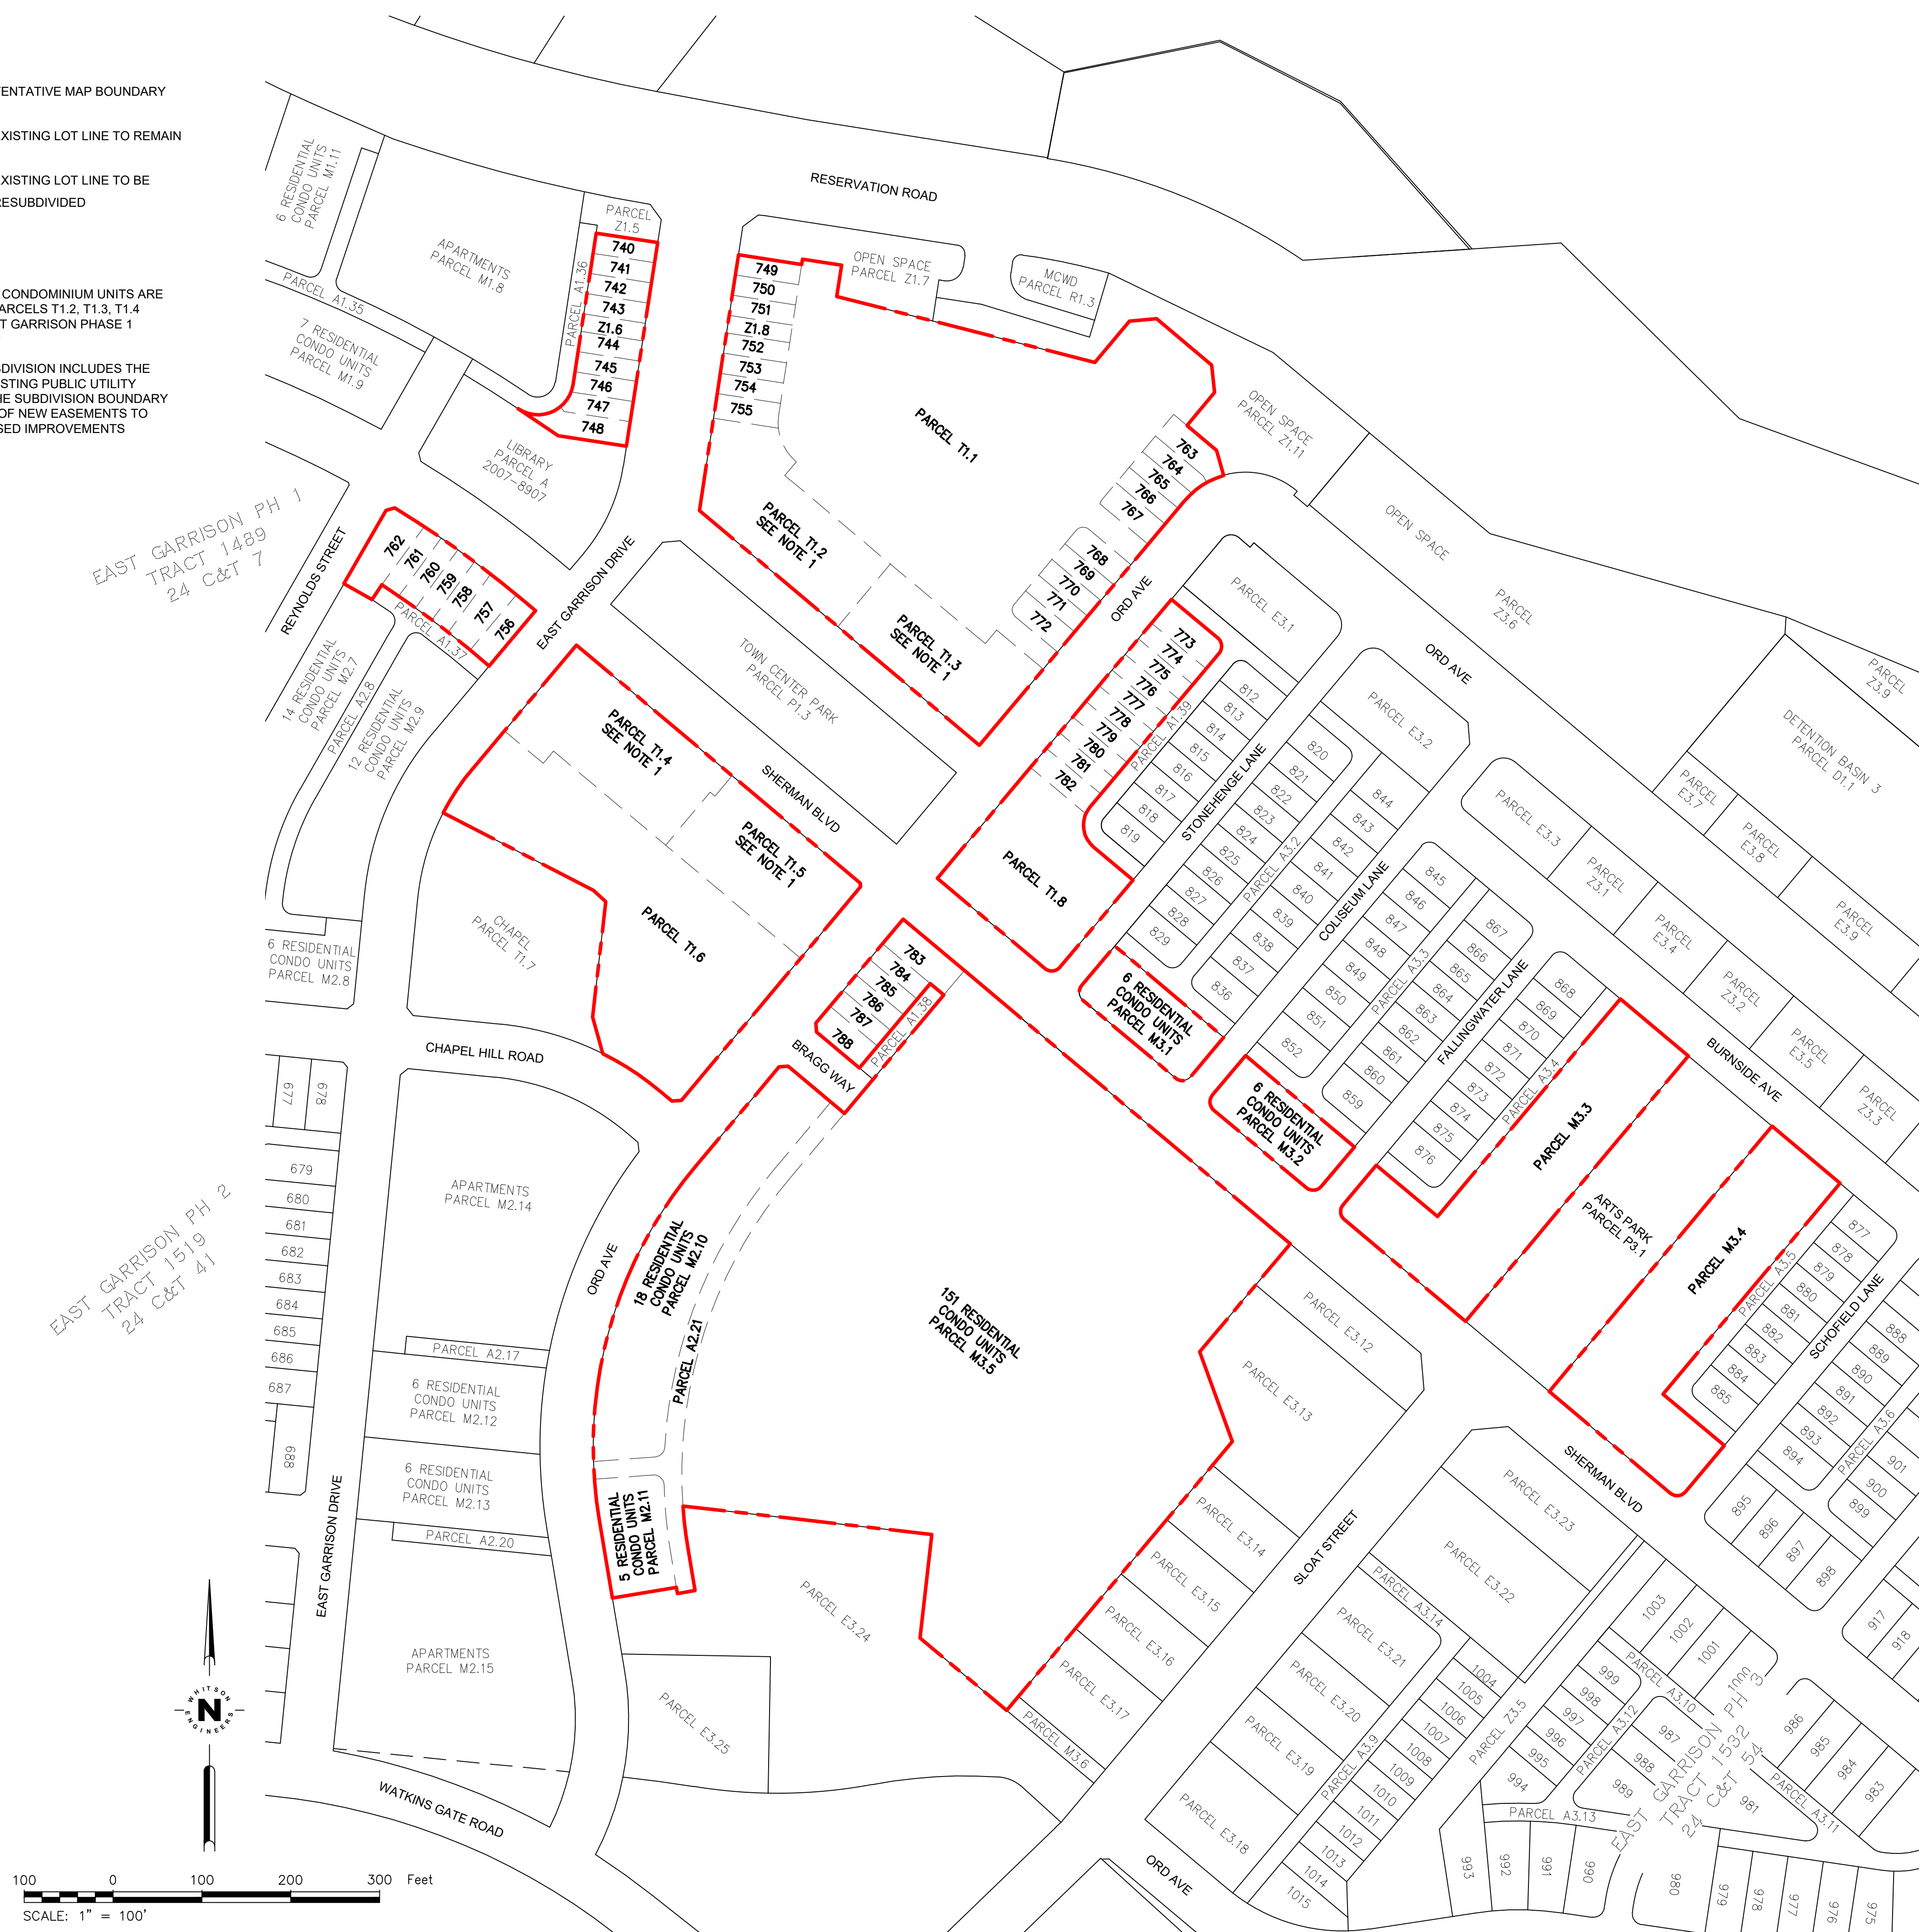 TENTATIVE MAP BOUNDARY
EXISTING LOT LINE TO REMAIN
EXISTING LOT LINE TO BE
RESUBDIVIDED
CONDOMINIUM UNITS ARE
PARCELS T1.2, T1.3, T1.4
T GARRISON PHASE 1
BDIVISION INCLUDES THE
STING PUBLIC UTILITY
HE SUBDIVISION BOUNDARY
OF NEW EASEMENTS TO
SED IMPROVEMENTS
6 RESIDENTIAL
CONDO UNITS
PARCEL M1.11
PARCEL A1.35
APARTMENTS
PARCEL M1.8
7 RESIDENTIAL
CONDO UNITS
PARCEL M1.9
PARCEL A1.36
PARCEL
Z1.5
740
741
742
743
Z1.6
744
745
746
747
748
LIBRARY
PARCEL A
2007-8907
RESERVATION ROAD
749
750
751
Z1.8
752
753
754
755
OPEN SPACE
PARCEL Z1.7
MCWD
PARCEL R1.3
PARCEL T1.1
OPEN SPACE
PARCEL Z1.11
763
764
765
766
767
768
769
770
771
772
PARCEL T1.2
SEE NOTE 1
PARCEL T1.3
SEE NOTE 1
EAST GARRISON PH 1
TRACT 1489
24 C&T 7
REYNOLDS STREET
762
761
760
759
758
757
756
PARCEL A1.37
EAST GARRISON DRIVE
14 RESIDENTIAL
CONDO UNITS
PARCEL M2.7
PARCEL A2.8
12 RESIDENTIAL
CONDO UNITS
PARCEL M2.9
6 RESIDENTIAL
CONDO UNITS
PARCEL M2.8
TOWN CENTER PARK
PARCEL P1.3
SHERMAN BLVD
PARCEL T1.4
SEE NOTE 1
PARCEL T1.5
SEE NOTE 1
PARCEL T1.6
CHAPEL
PARCEL T1.7
ORD AVE
773
774
775
776
777
778
779
780
781
782
PARCEL A1.39
PARCEL T1.8
PARCEL E3.1
812
813
814
815
816
817
818
819
STONEHENGE LANE
820
821
822
823
824
825
826
827
828
829
PARCEL A3.2
PARCEL E3.2
844
843
842
841
840
839
838
837
836
COLISEUM LANE
845
846
847
848
849
850
851
852
PARCEL A3.3
867
866
865
864
863
862
861
860
859
FALLINGWATER LANE
868
869
870
871
872
873
874
875
876
PARCEL A3.4
ORD AVE
OPEN SPACE
PARCEL
Z3.6
PARCEL
Z3.9
DETENTION BASIN 3
PARCEL D1.1
PARCEL
E3.7
PARCEL
E3.8
PARCEL
E3.9
PARCEL E3.3
PARCEL
Z3.1
PARCEL
E3.4
PARCEL
Z3.2
PARCEL
E3.5
PARCEL
Z3.3
BURNSIDE AVE
6 RESIDENTIAL
CONDO UNITS
PARCEL M3.1
6 RESIDENTIAL
CONDO UNITS
PARCEL M3.2
PARCEL M3.3
ARTS PARK
PARCEL P3.1
PARCEL M3.4
PARCEL A3.5
877
878
879
880
881
882
883
884
885
SCHOFIELD LANE
888
889
890
891
892
893
894
PARCEL A3.6
901
900
899
895
896
897
898
917
918
783
784
785
786
787
788
PARCEL A1.38
BRAGG WAY
CHAPEL HILL ROAD
677
678
679
680
681
682
683
684
685
686
687
688
EAST GARRISON PH 2
TRACT 1519
24 C&T 41
APARTMENTS
PARCEL M2.14
PARCEL A2.17
6 RESIDENTIAL
CONDO UNITS
PARCEL M2.12
6 RESIDENTIAL
CONDO UNITS
PARCEL M2.13
PARCEL A2.20
APARTMENTS
PARCEL M2.15
EAST GARRISON DRIVE
ORD AVE
18 RESIDENTIAL
CONDO UNITS
PARCEL M2.10
PARCEL A2.21
5 RESIDENTIAL
CONDO UNITS
PARCEL M2.11
151 RESIDENTIAL
CONDO UNITS
PARCEL M3.5
PARCEL E3.12
PARCEL E3.13
PARCEL E3.14
PARCEL E3.15
PARCEL E3.16
PARCEL E3.17
PARCEL M3.6
PARCEL E3.24
PARCEL E3.25
SLOAT STREET
SHERMAN BLVD
PARCEL E3.23
PARCEL E3.22
PARCEL A3.14
PARCEL E3.21
PARCEL E3.20
PARCEL E3.19
PARCEL E3.18
PARCEL A3.9
1004
1005
1006
1007
1008
1009
1010
1011
1012
1013
1014
1015
PARCEL Z3.5
1003
1002
1001
1000
PARCEL A3.10
999
998
997
996
995
994
PARCEL A3.12
987
988
989
986
985
984
983
981
PARCEL A3.11
PARCEL A3.13
993
992
991
990
980
979
978
977
976
975
EAST GARRISON PH 3
TRACT 1532
24 C&T 54
ORD AVE
WATKINS GATE ROAD
WHITSON
N
ENGINEERS
100 0 100 200 300 Feet
SCALE: 1" = 100'